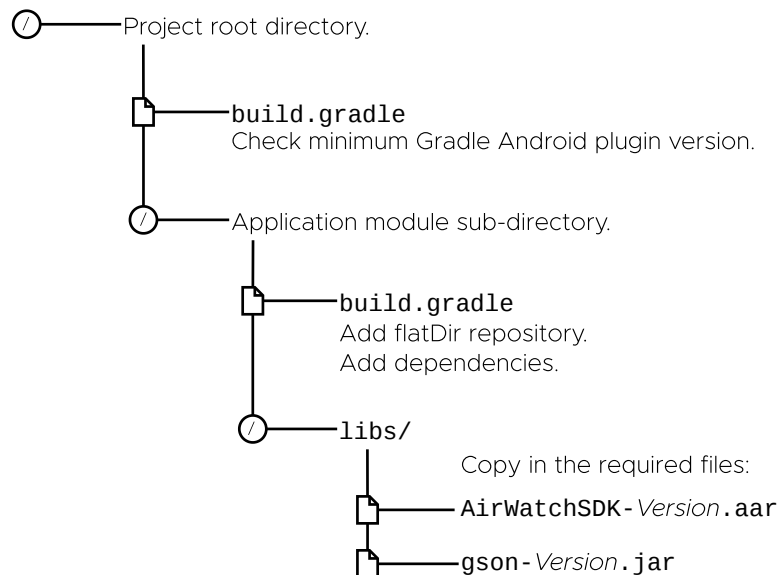 / Project root directory.
build.gradle
Check minimum Gradle Android plugin version.
/ Application module sub-directory.
build.gradle
Add flatDir repository.
Add dependencies.
/ libs/
Copy in the required files:
AirWatchSDK-Version.aar
gson-Version.jar